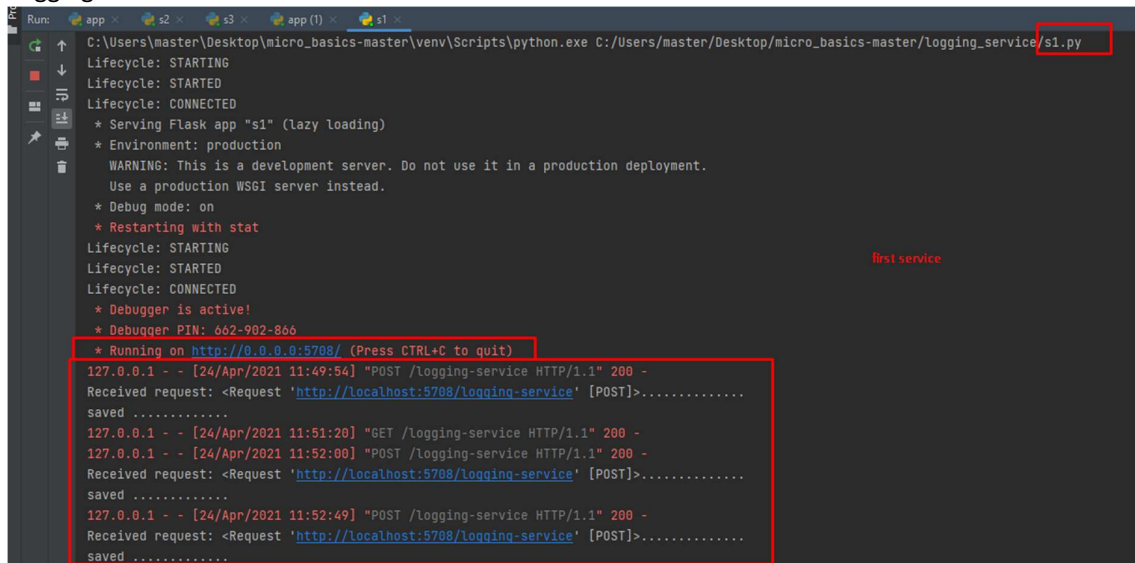 Run: app × s2 × s3 × app (1) × s1 ×
C:\Users\master\Desktop\micro_basics-master\venv\Scripts\python.exe C:/Users/master/Desktop/micro_basics-master/logging_service/s1.py
Lifecycle: STARTING
Lifecycle: STARTED
Lifecycle: CONNECTED
* Serving Flask app "s1" (lazy loading)
* Environment: production
WARNING: This is a development server. Do not use it in a production deployment.
Use a production WSGI server instead.
* Debug mode: on
* Restarting with stat
Lifecycle: STARTING
first service
Lifecycle: STARTED
Lifecycle: CONNECTED
* Debugger is active!
* Debugger PIN: 662-902-866
* Running on http://0.0.0.0:5708/ (Press CTRL+C to quit)
127.0.0.1 - - [24/Apr/2021 11:49:54] "POST /logging-service HTTP/1.1" 200 -
Received request: <Request 'http://localhost:5708/logging-service' [POST]>..............
saved .............
127.0.0.1 - - [24/Apr/2021 11:51:20] "GET /logging-service HTTP/1.1" 200 -
127.0.0.1 - - [24/Apr/2021 11:52:00] "POST /logging-service HTTP/1.1" 200 -
Received request: <Request 'http://localhost:5708/logging-service' [POST]>..............
saved .............
127.0.0.1 - - [24/Apr/2021 11:52:49] "POST /logging-service HTTP/1.1" 200 -
Received request: <Request 'http://localhost:5708/logging-service' [POST]>..............
saved .............